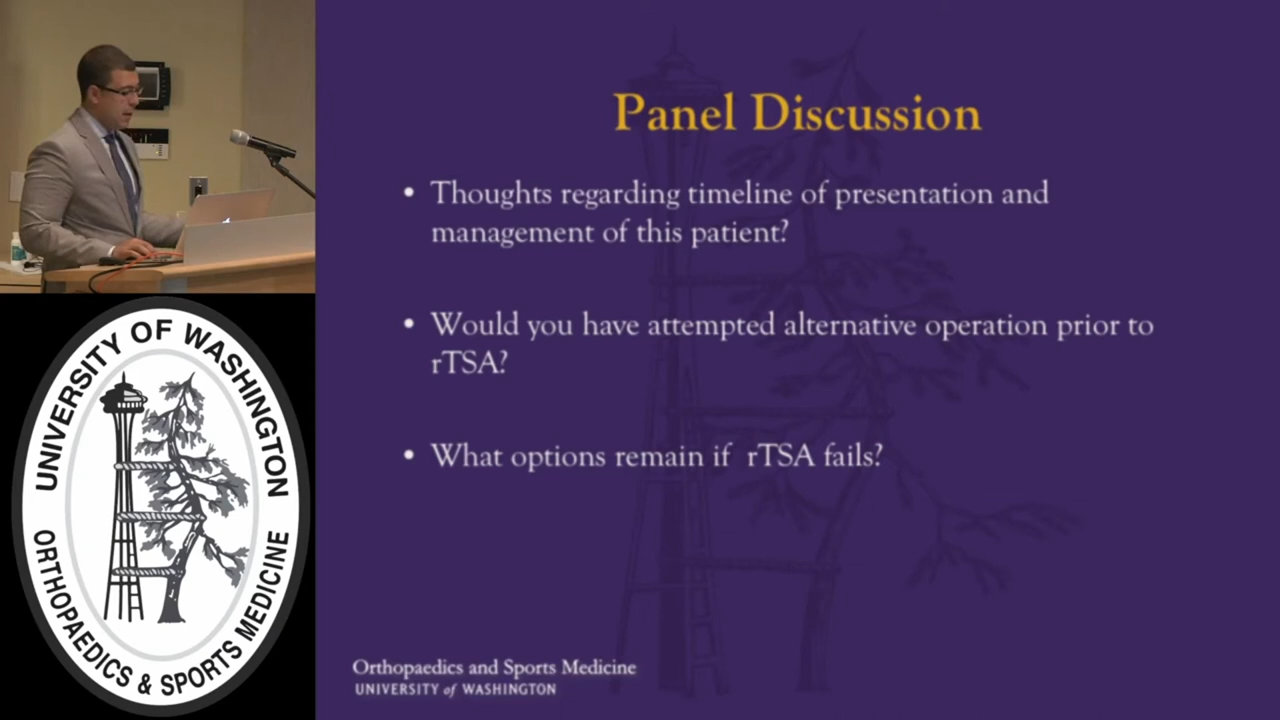 Panel Discussion
• Thoughts regarding timeline of presentation and
management of this patient?
• Would you have attempted alternative operation prior to
rTSA?
• What options remain if rTSA fails?
Orthopaedics and Sports Medicine
UNIVERSITY of WASHINGTON
UNIVERSITY OF WASHINGTON
ORTHOPAEDICS & SPORTS MEDICINE